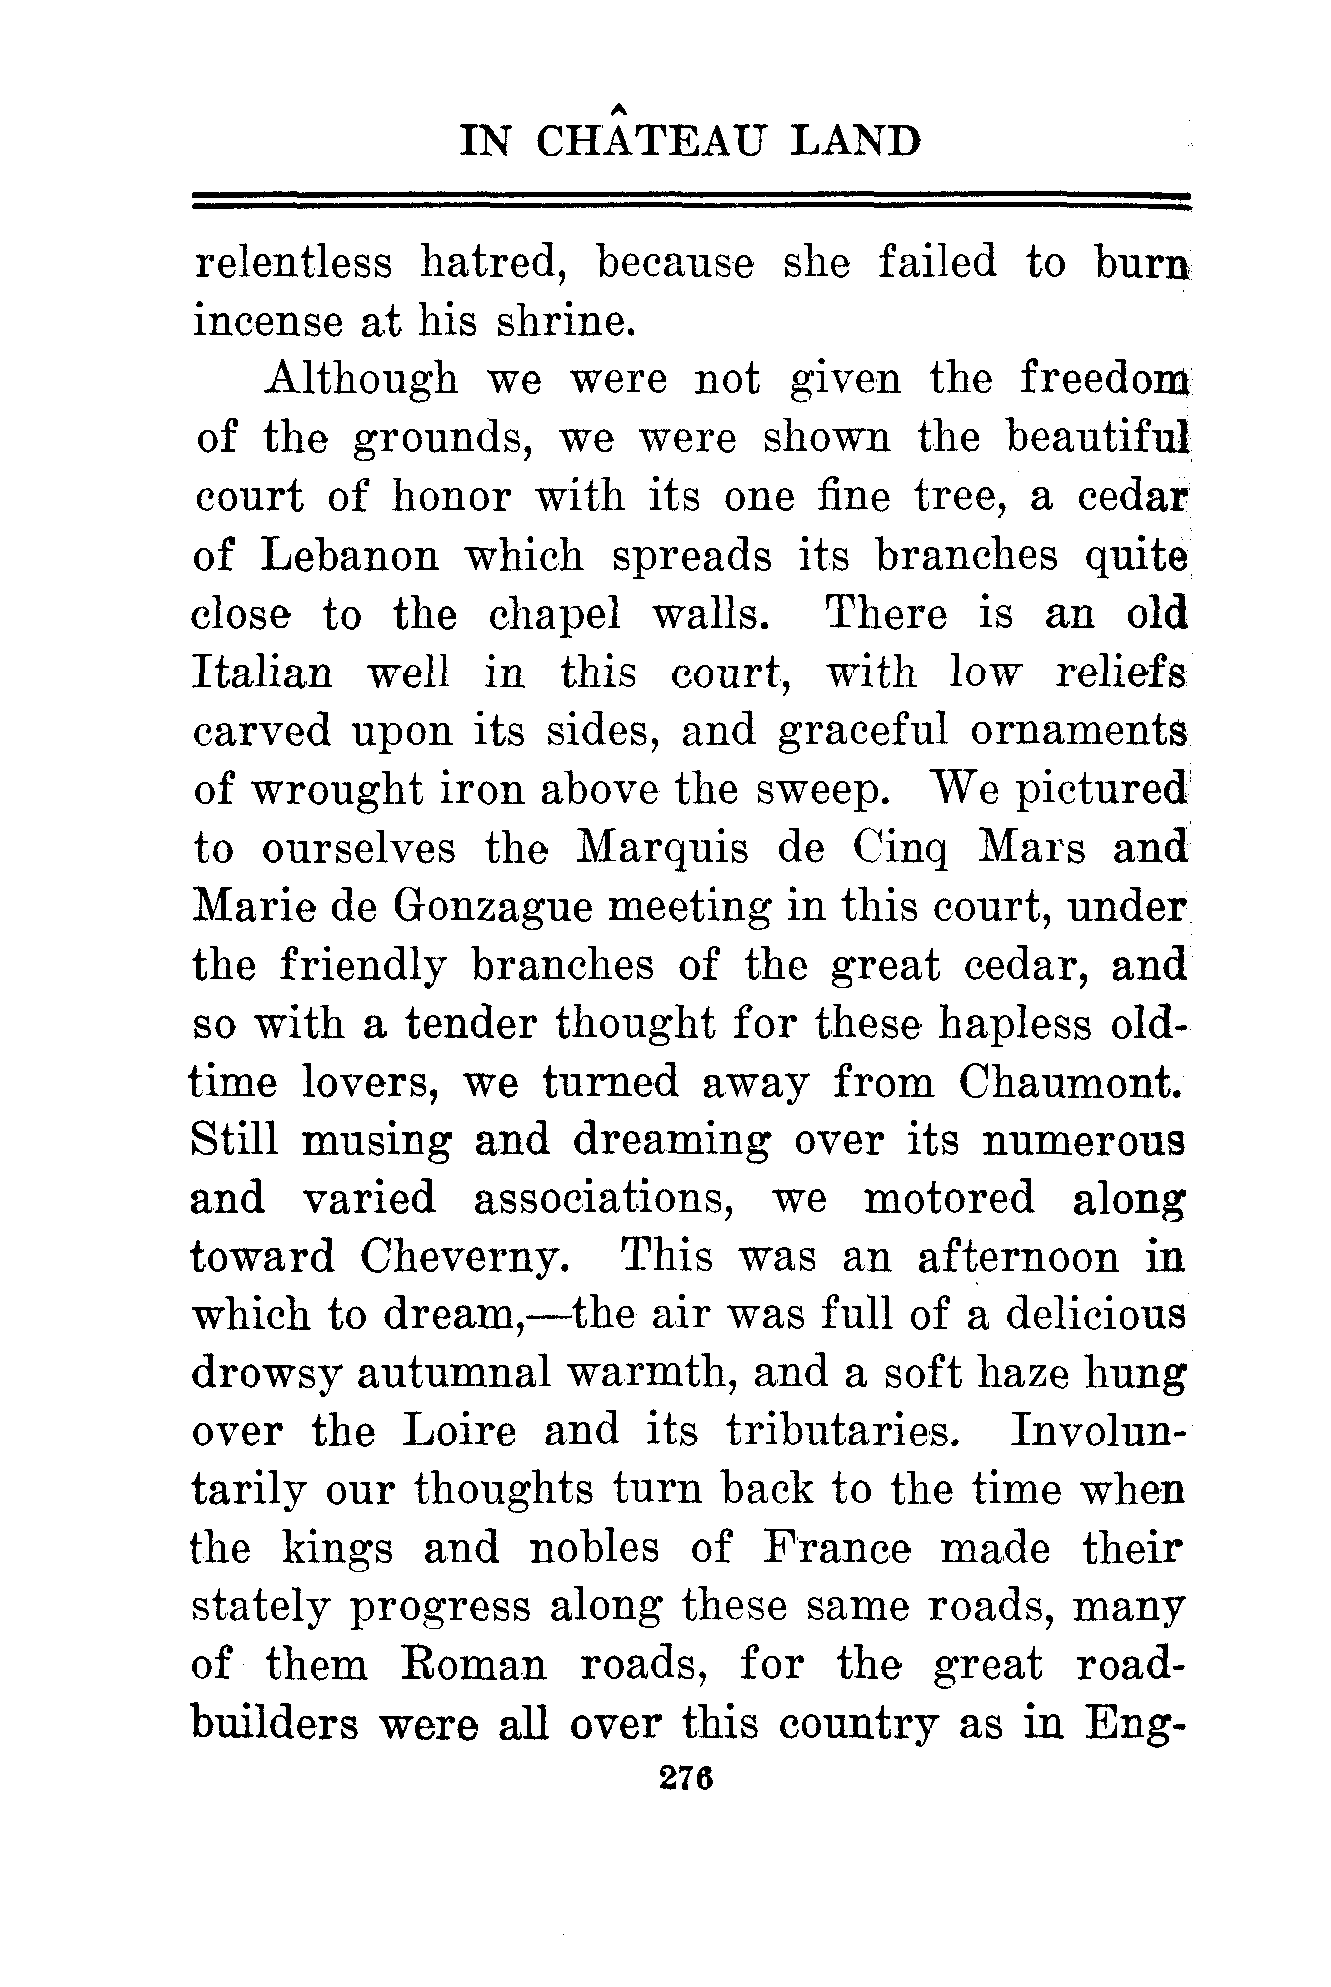 IN CHÂTEAU LAND
relentless hatred, because she failed to burn
incense at his shrine.
Although we were not given the freedom
of the grounds, we were shown the beautiful
court of honor with its one fine tree, a cedar
of Lebanon which spreads its branches quite
close to the chapel walls. There is an old
Italian well in this court, with low reliefs
carved upon its sides, and graceful ornaments
of wrought iron above the sweep. We pictured
to ourselves the Marquis de Cinq Mars and
Marie de Gonzague meeting in this court, under
the friendly branches of the great cedar, and
so with a tender thought for these hapless old-
time lovers, we turned away from Chaumont.
Still musing and dreaming over its numerous
and varied associations, we motored along
toward Cheverny. This was an afternoon in
which to dream,—the air was full of a delicious
drowsy autumnal warmth, and a soft haze hung
over the Loire and its tributaries. Involun-
tarily our thoughts turn back to the time when
the kings and nobles of France made their
stately progress along these same roads, many
of them Roman roads, for the great road-
builders were all over this country as in Eng-
276